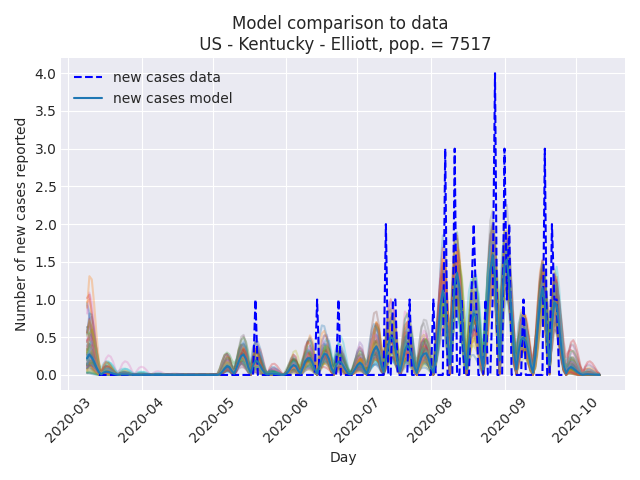 Model comparison to data
US - Kentucky - Elliott, pop. = 7517
new cases data
new cases model
Number of new cases reported
4.0
3.5
3.0
2.5
2.0
1.5
1.0
0.5
0.0
2020-03
2020-04
2020-05
2020-06
2020-07
2020-08
2020-09
2020-10
Day